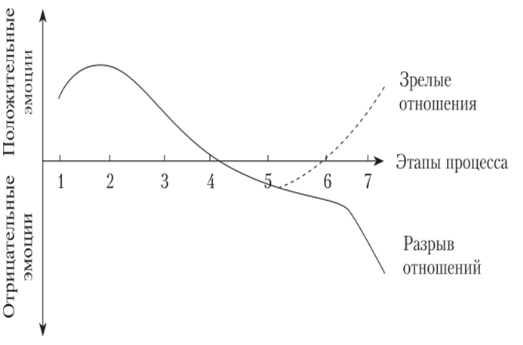 Положительные
эмоции
Зрелые
отношения
Этапы процесса
1 2 3 4 5 6 7
Отрицательные
эмоции
Разрыв
отношений